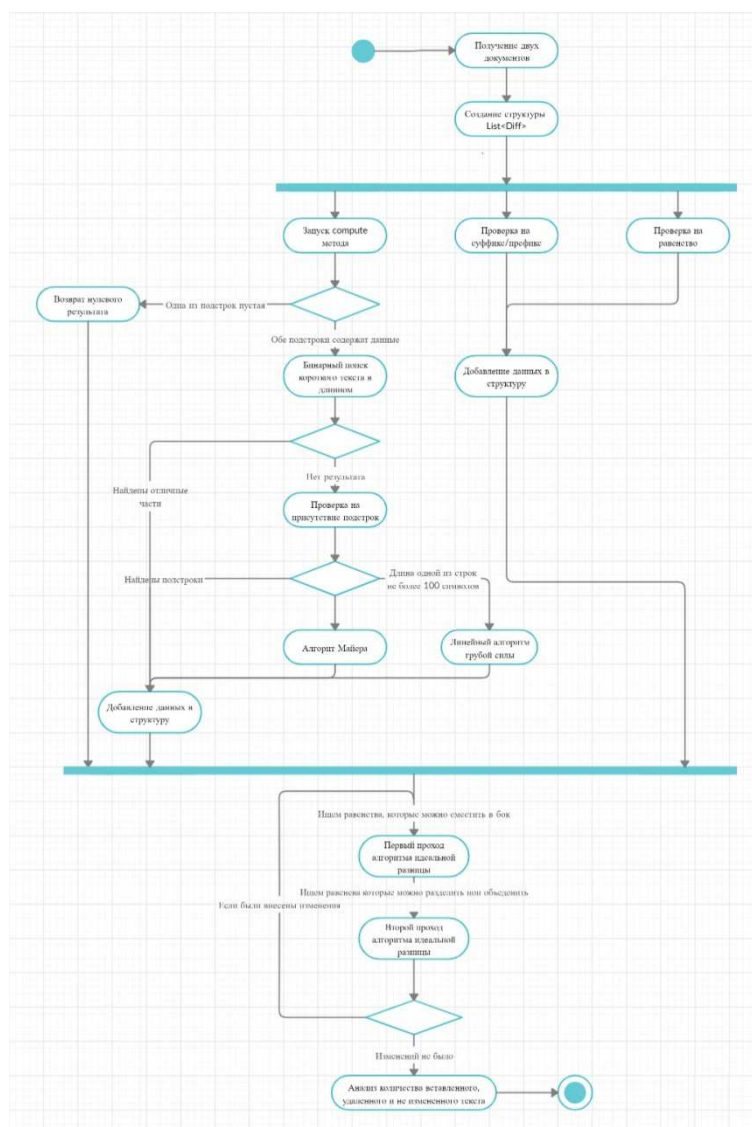 Получение двух
документов
Создание структуры
List<Diff>
Запуск compute
метода
Проверка на
суффикс/префикс
Проверка на
равенство
Возврат нулевого
результата
Одна из подстрок пустая
Обе подстроки содержат данные
Бинарный поиск
короткого текста в
длинном
Добавление данных в
структуру
Нет результата
Найдены отличные
части
Проверка на
присутствие подстрок
Найдены подстроки
Длина одной из строк
не более 100 символов
Алгорит Майера
Линейный алгоритм
грубой силы
Добавление данных в
структуру
Ищем равенства, которые можно сместить в бок
Первый проход
алгоритма идеальной
разницы
Ищем равенева которые можно разделить иои объеденить
Если были внесены изменения
Второй проход
алгоритма идеальной
разницы
Изменений не было
Анализ количества вставленного,
удаленного и не измененного текста